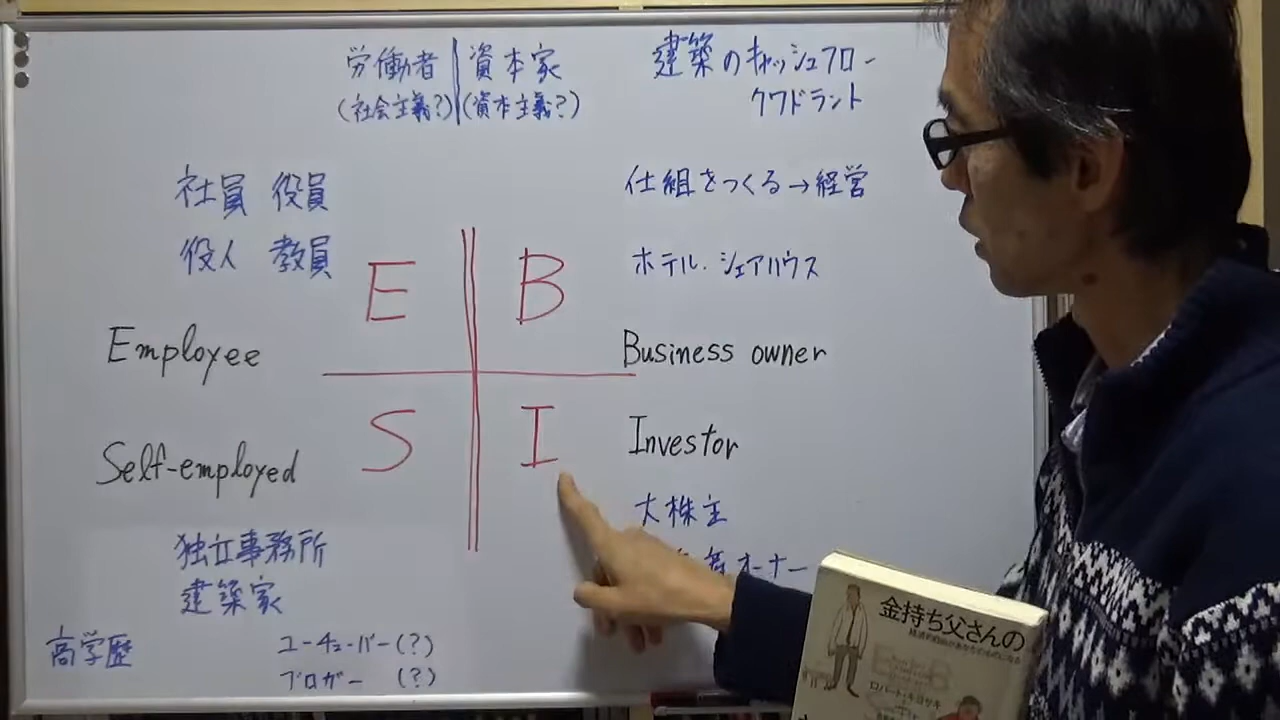 労働者 | 資本家
(社会主義?) (資本主義?)
建築のキャッシュフロー
クワドラント
社員 役員
役人 教員
仕組をつくる→経営
ホテル・シェアハウス
E B
Employee
Business owner
S I
Self-employed
Investor
大株主
オーナー
独立事務所
建築家
高学歴
ユーチューバー(?)
ブロガー (?)
金持ち父さんの
ロバート・キヨサキ